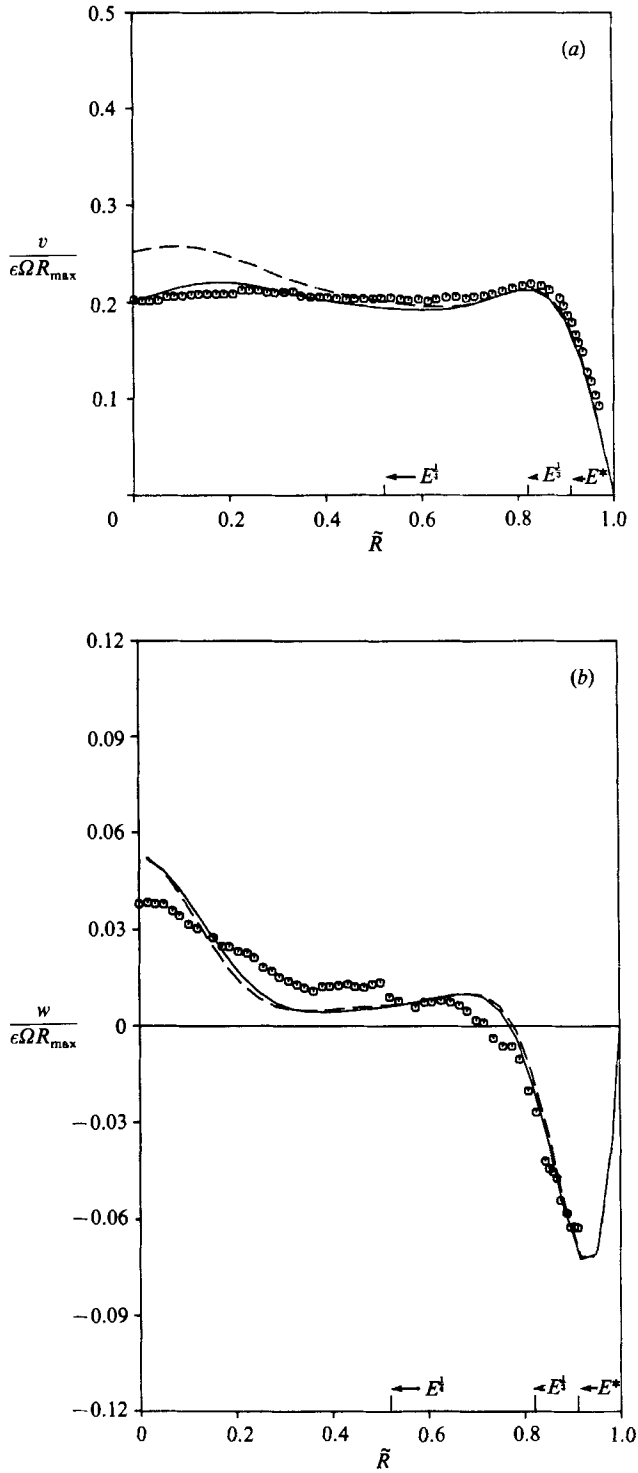 (a)
0.5
0.4
0.3
v
εΩR_max
0.2
0.1
← E^{1/4} ← E^{1/3} ← E*
0 0.2 0.4 0.6 0.8 1.0
R̃
0.12
(b)
0.09
0.06
0.03
w
εΩR_max
0
−0.03
−0.06
−0.09
← E^{1/4} ← E^{1/3} ← E*
−0.12
0 0.2 0.4 0.6 0.8 1.0
R̃